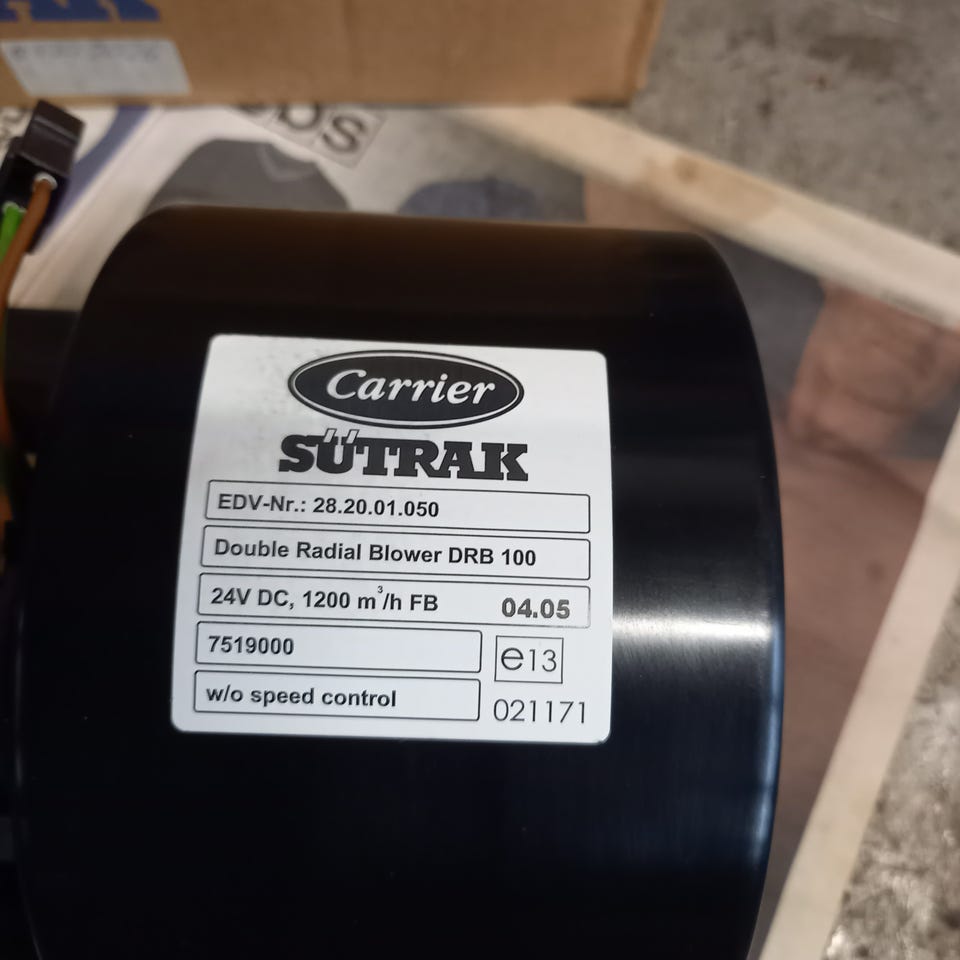 Carrier
SÜTRAK
EDV-Nr.: 28.20.01.050
Double Radial Blower DRB 100
24V DC, 1200 m³/h FB 04.05
7519000
e13
w/o speed control
021171